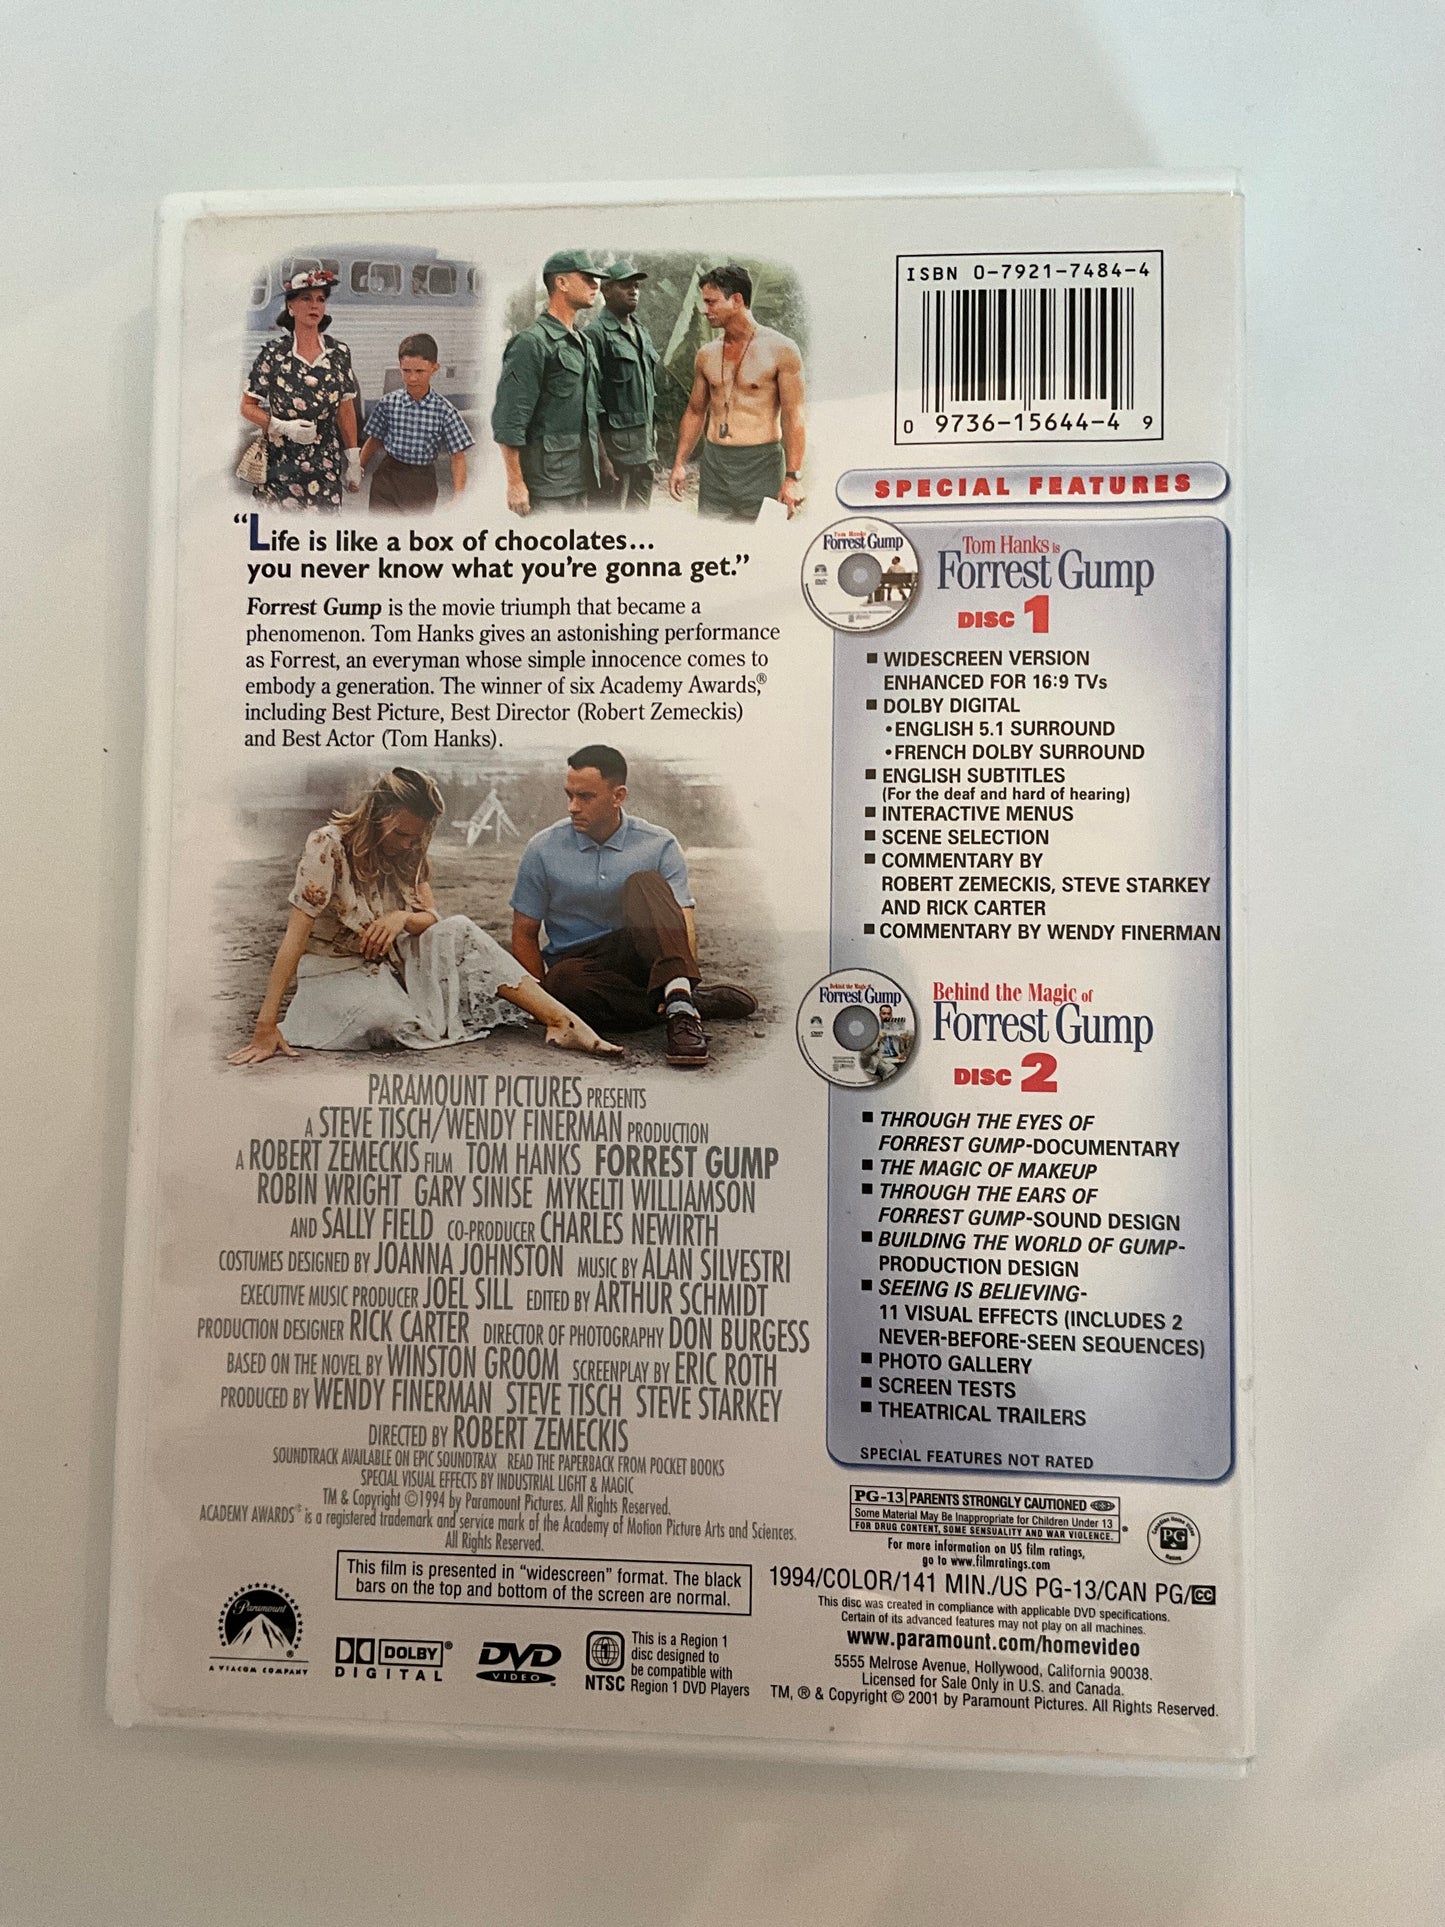 ISBN 0-7921-7484-4
0 9736-15644-4 9
SPECIAL FEATURES
“Life is like a box of chocolates...
you never know what you're gonna get.”
Forrest Gump is the movie triumph that became a
phenomenon. Tom Hanks gives an astonishing performance
as Forrest, an everyman whose simple innocence comes to
embody a generation. The winner of six Academy Awards,®
including Best Picture, Best Director (Robert Zemeckis)
and Best Actor (Tom Hanks).
Tom Hanks
Forrest Gump
Tom Hanks is
Forrest Gump
DISC 1
■ WIDESCREEN VERSION
ENHANCED FOR 16:9 TVs
■ DOLBY DIGITAL
•ENGLISH 5.1 SURROUND
•FRENCH DOLBY SURROUND
■ ENGLISH SUBTITLES
(For the deaf and hard of hearing)
■ INTERACTIVE MENUS
■ SCENE SELECTION
■ COMMENTARY BY
ROBERT ZEMECKIS, STEVE STARKEY
AND RICK CARTER
■ COMMENTARY BY WENDY FINERMAN
Behind the Magic of
Forrest Gump
Behind the Magic of
Forrest Gump
DISC 2
■ THROUGH THE EYES OF
FORREST GUMP-DOCUMENTARY
■ THE MAGIC OF MAKEUP
■ THROUGH THE EARS OF
FORREST GUMP-SOUND DESIGN
■ BUILDING THE WORLD OF GUMP-
PRODUCTION DESIGN
■ SEEING IS BELIEVING-
11 VISUAL EFFECTS (INCLUDES 2
NEVER-BEFORE-SEEN SEQUENCES)
■ PHOTO GALLERY
■ SCREEN TESTS
■ THEATRICAL TRAILERS
SPECIAL FEATURES NOT RATED
PARAMOUNT PICTURES PRESENTS
A STEVE TISCH/WENDY FINERMAN PRODUCTION
A ROBERT ZEMECKIS FILM TOM HANKS FORREST GUMP
ROBIN WRIGHT GARY SINISE MYKELTI WILLIAMSON
AND SALLY FIELD CO-PRODUCER CHARLES NEWIRTH
COSTUMES DESIGNED BY JOANNA JOHNSTON MUSIC BY ALAN SILVESTRI
EXECUTIVE MUSIC PRODUCER JOEL SILL EDITED BY ARTHUR SCHMIDT
PRODUCTION DESIGNER RICK CARTER DIRECTOR OF PHOTOGRAPHY DON BURGESS
BASED ON THE NOVEL BY WINSTON GROOM SCREENPLAY BY ERIC ROTH
PRODUCED BY WENDY FINERMAN STEVE TISCH STEVE STARKEY
DIRECTED BY ROBERT ZEMECKIS
SOUNDTRACK AVAILABLE ON EPIC SOUNDTRAX READ THE PAPERBACK FROM POCKET BOOKS
SPECIAL VISUAL EFFECTS BY INDUSTRIAL LIGHT & MAGIC
TM & Copyright ©1994 by Paramount Pictures. All Rights Reserved.
ACADEMY AWARDS® is a registered trademark and service mark of the Academy of Motion Picture Arts and Sciences.
All Rights Reserved.
PG-13 PARENTS STRONGLY CAUTIONED
Some Material May Be Inappropriate for Children Under 13
FOR DRUG CONTENT, SOME SENSUALITY AND WAR VIOLENCE. ®
For more information on US film ratings,
go to www.filmratings.com
Canadian Home Video
PG
This film is presented in “widescreen” format. The black
bars on the top and bottom of the screen are normal.
1994/COLOR/141 MIN./US PG-13/CAN PG/CC
This disc was created in compliance with applicable DVD specifications.
Certain of its advanced features may not play on all machines.
www.paramount.com/homevideo
5555 Melrose Avenue, Hollywood, California 90038.
Licensed for Sale Only in U.S. and Canada.
TM, ® & Copyright © 2001 by Paramount Pictures. All Rights Reserved.
Paramount
®
A VIACOM COMPANY
DOLBY®
DIGITAL
DVD
VIDEO™
1
NTSC
This is a Region 1
disc designed to
be compatible with
Region 1 DVD Players